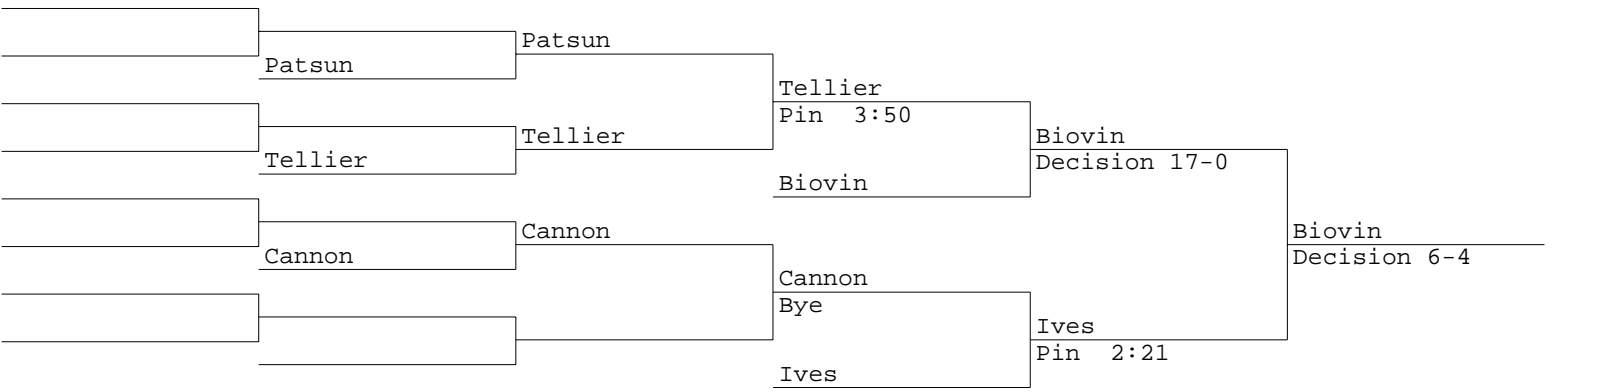 Patsun
Patsun
Tellier
Pin  3:50
Tellier
Biovin
Decision 17-0
Tellier
Biovin
Cannon
Biovin
Decision 6-4
Cannon
Cannon
Bye
Ives
Pin  2:21
Ives